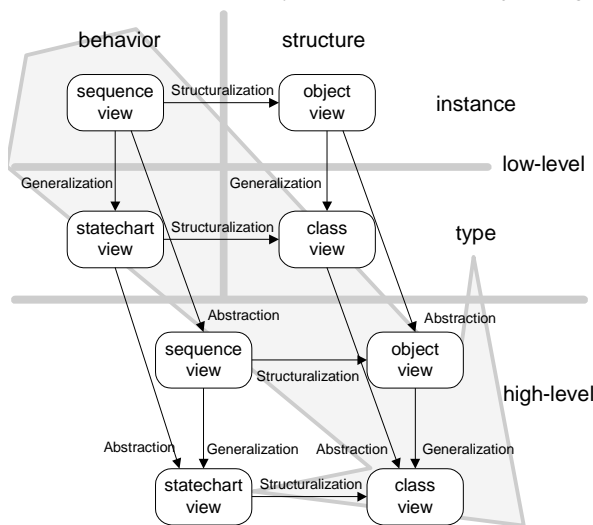 behavior
structure
sequence
view
Structuralization
object
view
instance
low-level
Generalization
Generalization
statechart
view
Structuralization
class
view
type
Abstraction
Abstraction
sequence
view
Structuralization
object
view
high-level
Abstraction
Generalization
Abstraction
Generalization
statechart
view
Structuralization
class
view